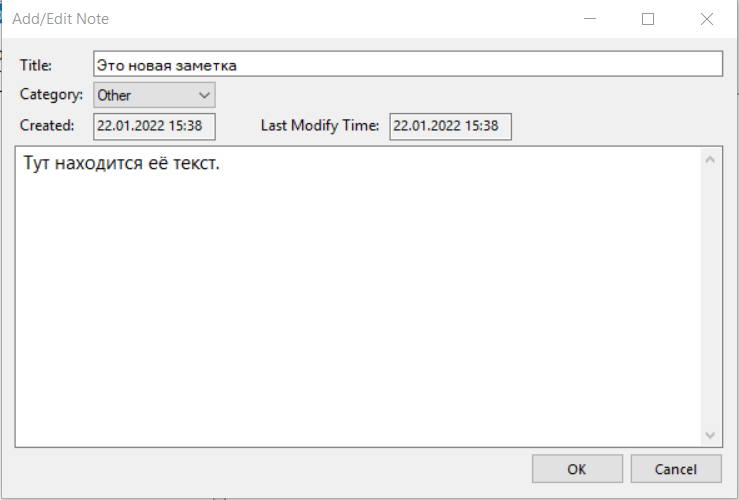 Add/Edit Note
Title: Это новая заметка
Category: Other
Created: 22.01.2022 15:38 Last Modify Time: 22.01.2022 15:38
Тут находится её текст.
OK Cancel